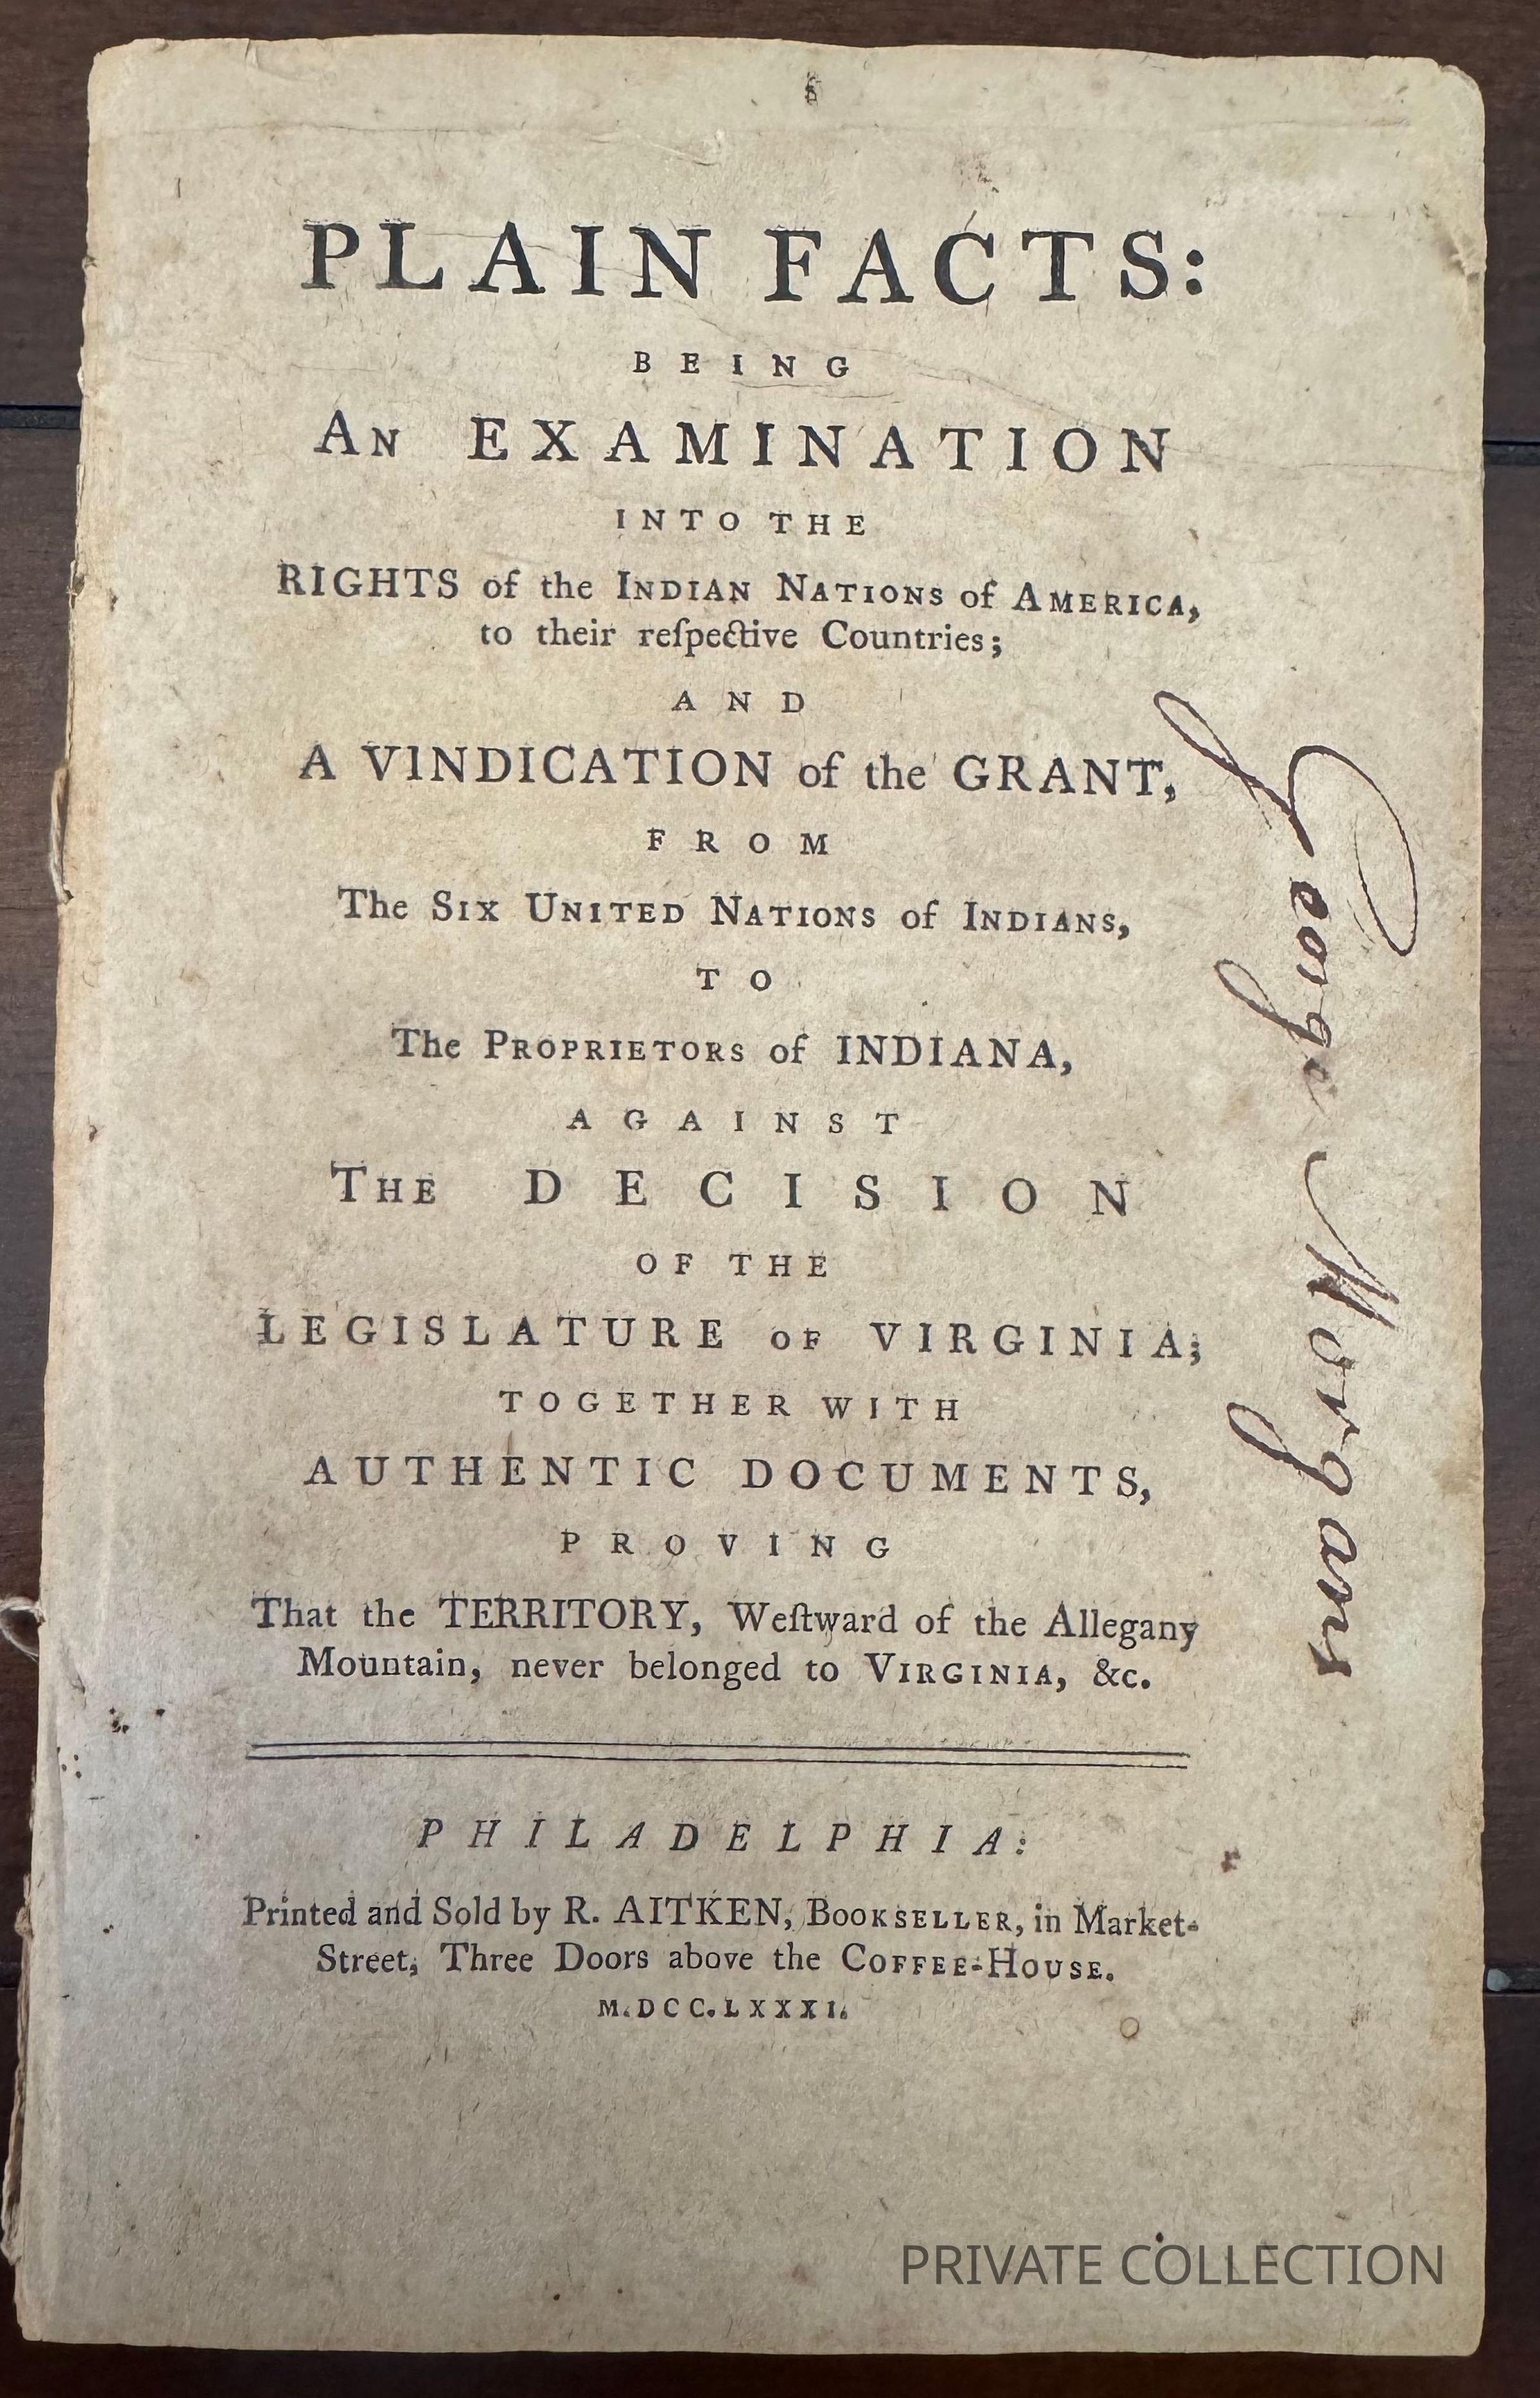 PLAIN FACTS:
BEING
AN EXAMINATION
INTO THE
RIGHTS of the INDIAN NATIONS of AMERICA,
to their reſpective Countries;
AND
A VINDICATION of the GRANT,
FROM
The SIX UNITED NATIONS of INDIANS,
TO
The PROPRIETORS of INDIANA,
AGAINST
THE DECISION
OF THE
LEGISLATURE OF VIRGINIA;
TOGETHER WITH
AUTHENTIC DOCUMENTS,
PROVING
That the TERRITORY, Weſtward of the Allegany
Mountain, never belonged to VIRGINIA, &c.
PHILADELPHIA:
Printed and Sold by R. AITKEN, BOOKSELLER, in Market-
Street, Three Doors above the COFFEE-HOUSE.
M.DCC.LXXXI.
George Morgans
PRIVATE COLLECTION